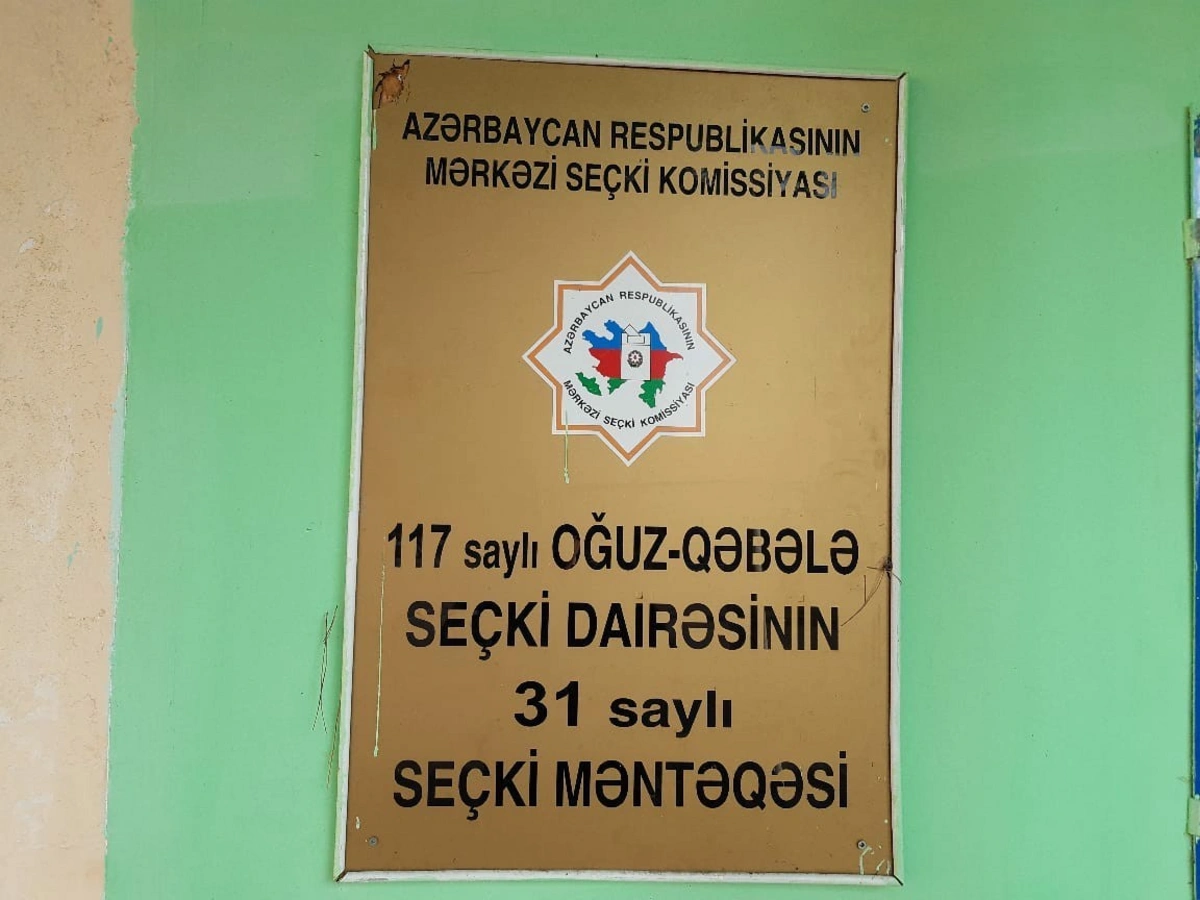 AZƏRBAYCAN RESPUBLİKASININ
MƏRKƏZİ SEÇKİ KOMİSSİYASI
AZƏRBAYCAN RESPUBLİKASININ
MƏRKƏZİ SEÇKİ KOMİSSİYASI
117 saylı OĞUZ-QƏBƏLƏ
SEÇKİ DAİRƏSİNİN
31 saylı
SEÇKİ MƏNTƏQƏSİ